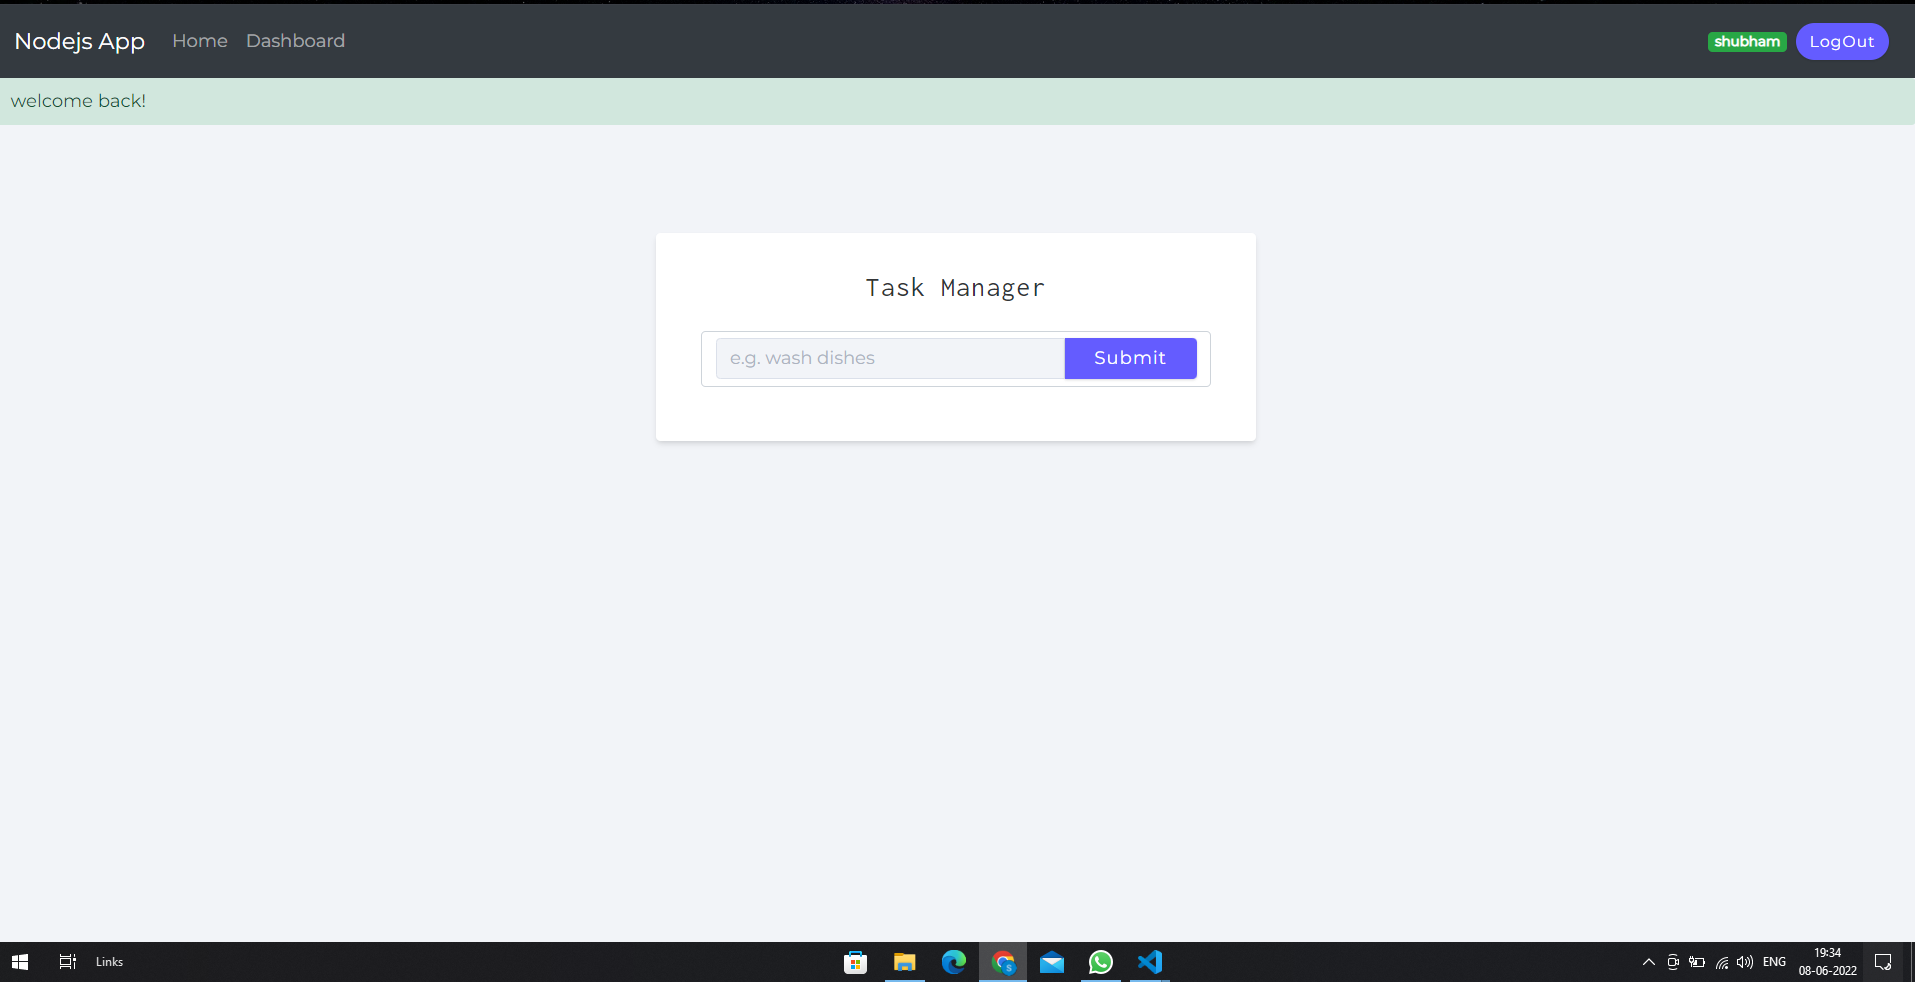 Nodejs App Home Dashboard shubham LogOut
welcome back!
Task Manager
e.g. wash dishes Submit
Links ENG 19:34
08-06-2022